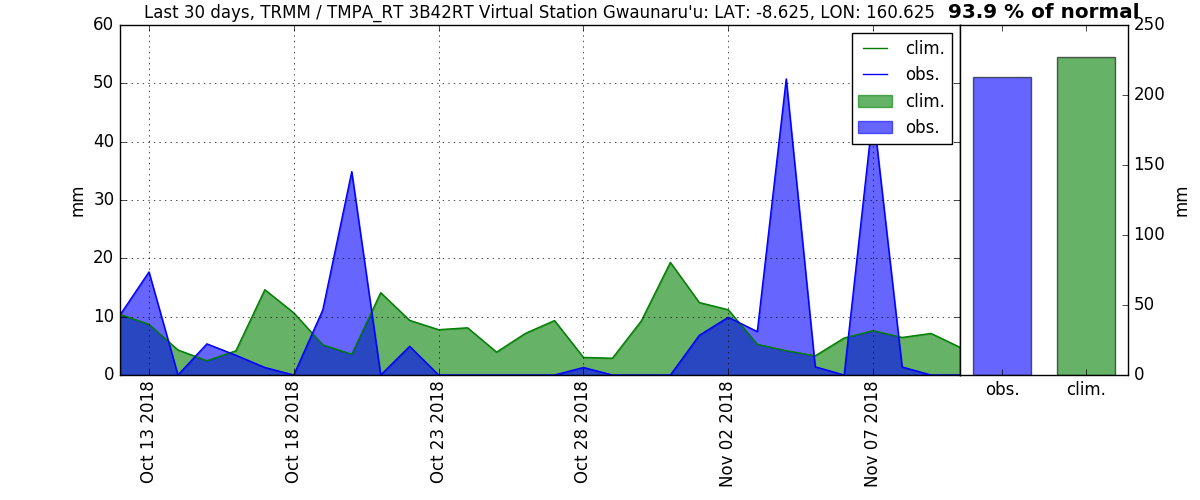 Last 30 days, TRMM / TMPA_RT 3B42RT Virtual Station Gwaunaru'u: LAT: -8.625, LON: 160.625
93.9 % of normal
60
50
40
30
20
10
0
mm
clim.
obs.
clim.
obs.
Oct 13 2018
Oct 18 2018
Oct 23 2018
Oct 28 2018
Nov 02 2018
Nov 07 2018
250
200
150
100
50
0
mm
obs.
clim.